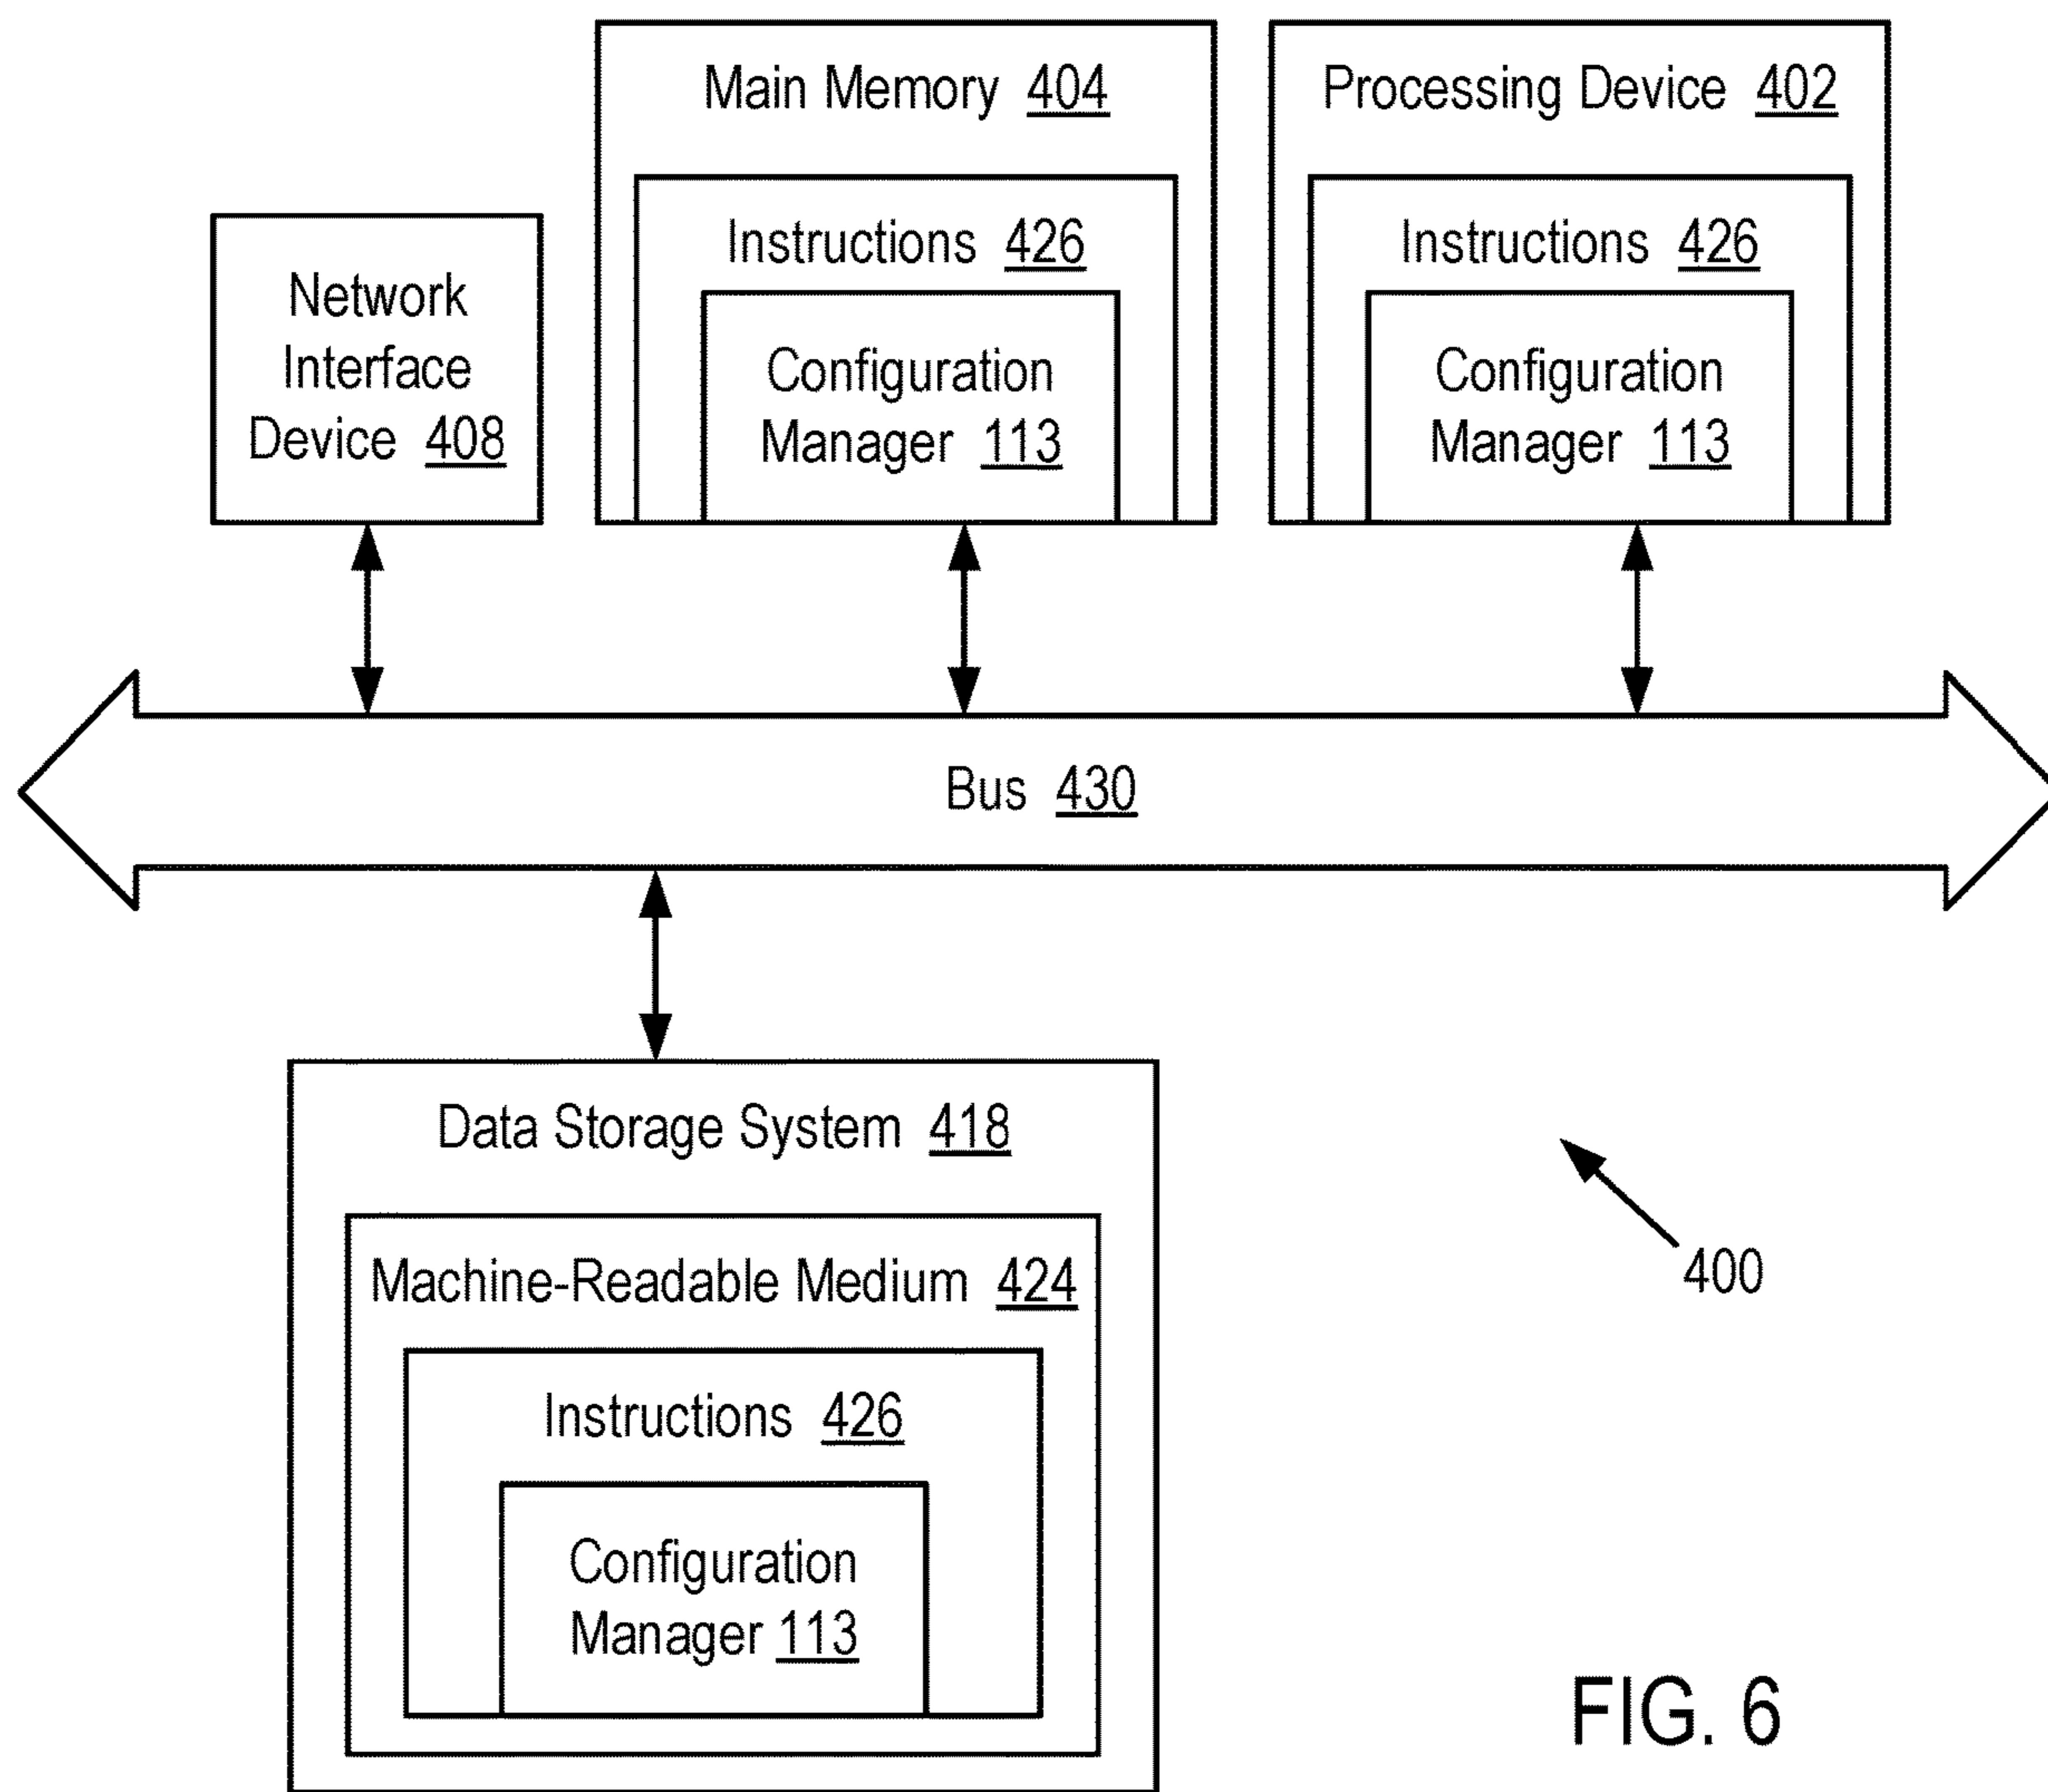 Main Memory 404
Instructions 426
Configuration
Manager 113
Processing Device 402
Instructions 426
Configuration
Manager 113
Network
Interface
Device 408
Bus 430
Data Storage System 418
Machine-Readable Medium 424
Instructions 426
Configuration
Manager 113
400
FIG. 6